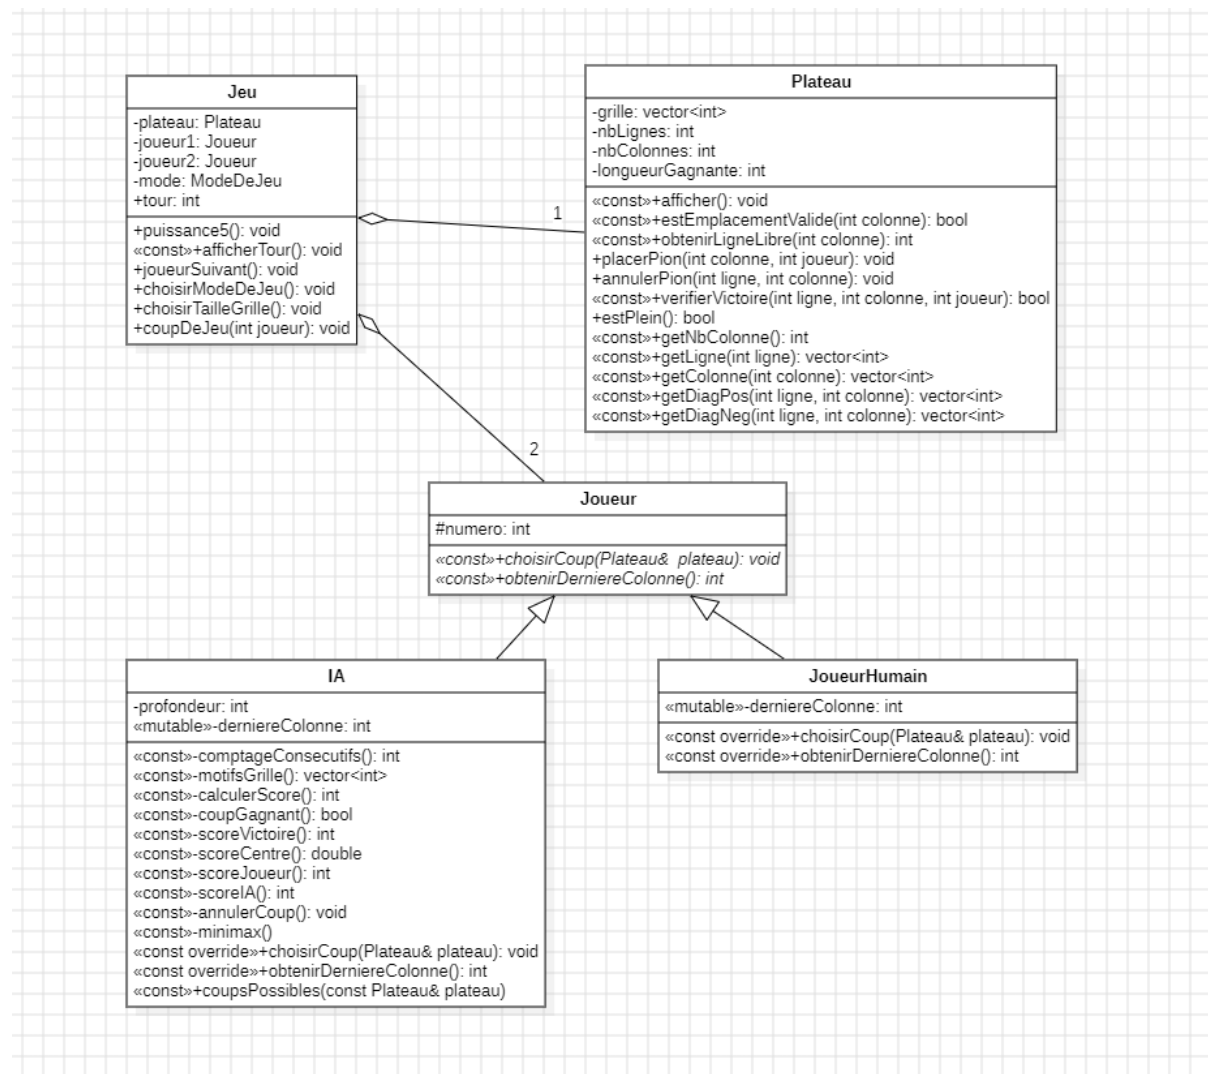 Jeu
-plateau: Plateau
-joueur1: Joueur
-joueur2: Joueur
-mode: ModeDeJeu
+tour: int
+puissance5(): void
«const»+afficherTour(): void
+joueurSuivant(): void
+choisirModeDeJeu(): void
+choisirTailleGrille(): void
+coupDeJeu(int joueur): void
1
Plateau
-grille: vector<int>
-nbLignes: int
-nbColonnes: int
-longueurGagnante: int
«const»+afficher(): void
«const»+estEmplacementValide(int colonne): bool
«const»+obtenirLigneLibre(int colonne): int
+placerPion(int colonne, int joueur): void
+annulerPion(int ligne, int colonne): void
«const»+verifierVictoire(int ligne, int colonne, int joueur): bool
+estPlein(): bool
«const»+getNbColonne(): int
«const»+getLigne(int ligne): vector<int>
«const»+getColonne(int colonne): vector<int>
«const»+getDiagPos(int ligne, int colonne): vector<int>
«const»+getDiagNeg(int ligne, int colonne): vector<int>
2
Joueur
#numero: int
«const»+choisirCoup(Plateau& plateau): void
«const»+obtenirDerniereColonne(): int
IA
-profondeur: int
«mutable»-derniereColonne: int
«const»-comptageConsecutifs(): int
«const»-motifsGrille(): vector<int>
«const»-calculerScore(): int
«const»-coupGagnant(): bool
«const»-scoreVictoire(): int
«const»-scoreCentre(): double
«const»-scoreJoueur(): int
«const»-scoreIA(): int
«const»-annulerCoup(): void
«const»-minimax()
«const override»+choisirCoup(Plateau& plateau): void
«const override»+obtenirDerniereColonne(): int
«const»+coupsPossibles(const Plateau& plateau)
JoueurHumain
«mutable»-derniereColonne: int
«const override»+choisirCoup(Plateau& plateau): void
«const override»+obtenirDerniereColonne(): int